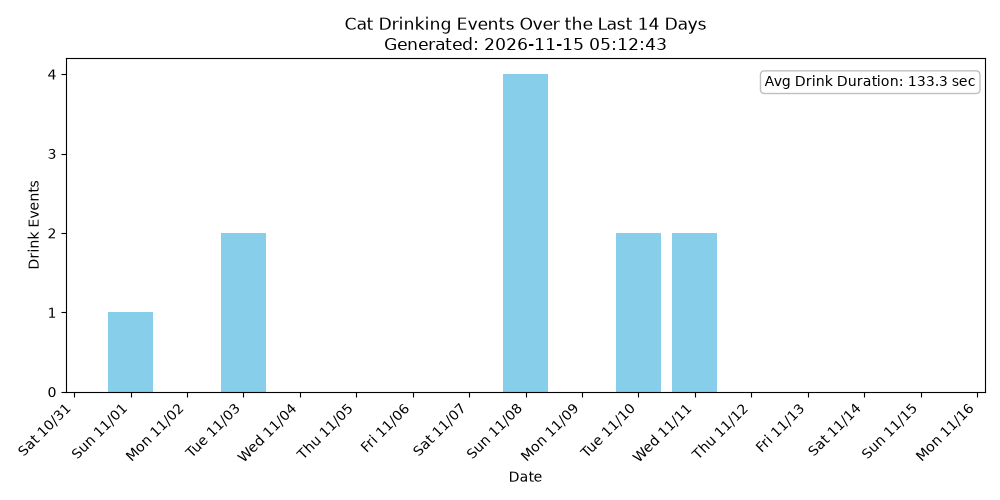 Cat Drinking Events Over the Last 14 Days
Generated: 2026-11-15 05:12:43
Avg Drink Duration: 133.3 sec
Drink Events
4
3
2
1
0
Sat 10/31
Sun 11/01
Mon 11/02
Tue 11/03
Wed 11/04
Thu 11/05
Fri 11/06
Sat 11/07
Sun 11/08
Mon 11/09
Tue 11/10
Wed 11/11
Thu 11/12
Fri 11/13
Sat 11/14
Sun 11/15
Mon 11/16
Date